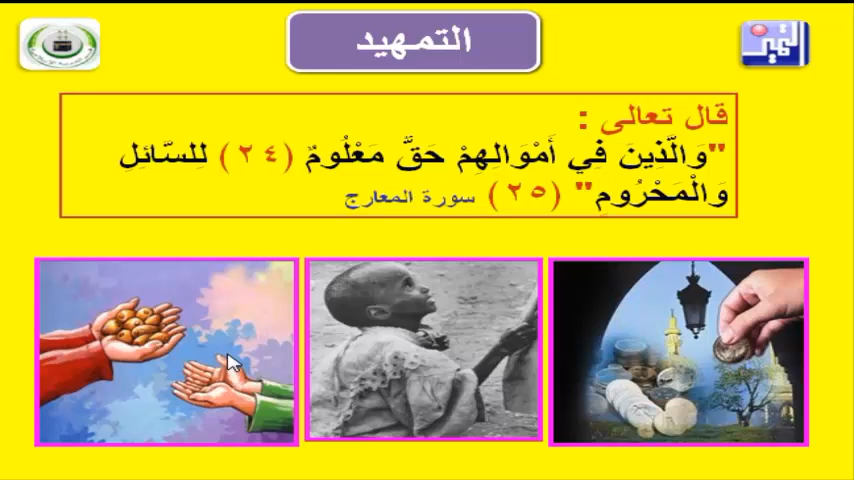 التمهيد
قال تعالى :
"وَالَّذِينَ فِي أَمْوَالِهِمْ حَقٌّ مَعْلُومٌ (٢٤) لِلسَّائِلِ
وَالْمَحْرُومِ" (٢٥) سورة المعارج